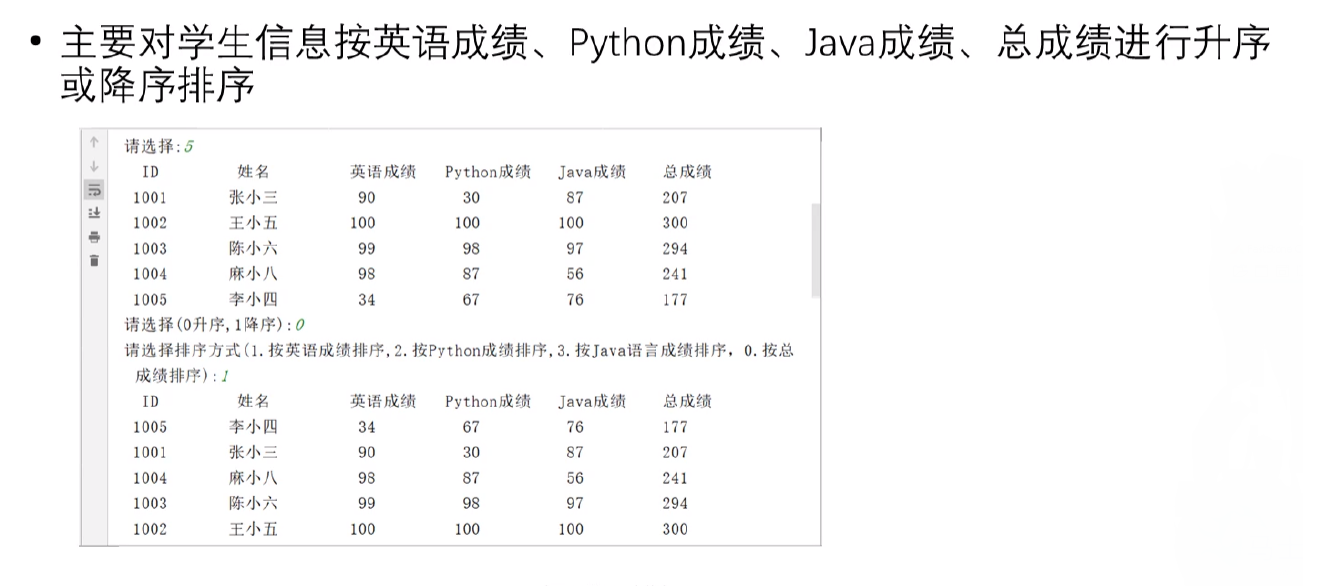 • 主要对学生信息按英语成绩、Python成绩、Java成绩、总成绩进行升序
或降序排序
请选择:5
ID 姓名 英语成绩 Python成绩 Java成绩 总成绩
1001 张小三 90 30 87 207
1002 王小五 100 100 100 300
1003 陈小六 99 98 97 294
1004 麻小八 98 87 56 241
1005 李小四 34 67 76 177
请选择(0升序,1降序):0
请选择排序方式(1.按英语成绩排序,2.按Python成绩排序,3.按Java语言成绩排序，0.按总
成绩排序):1
ID 姓名 英语成绩 Python成绩 Java成绩 总成绩
1005 李小四 34 67 76 177
1001 张小三 90 30 87 207
1004 麻小八 98 87 56 241
1003 陈小六 99 98 97 294
1002 王小五 100 100 100 300